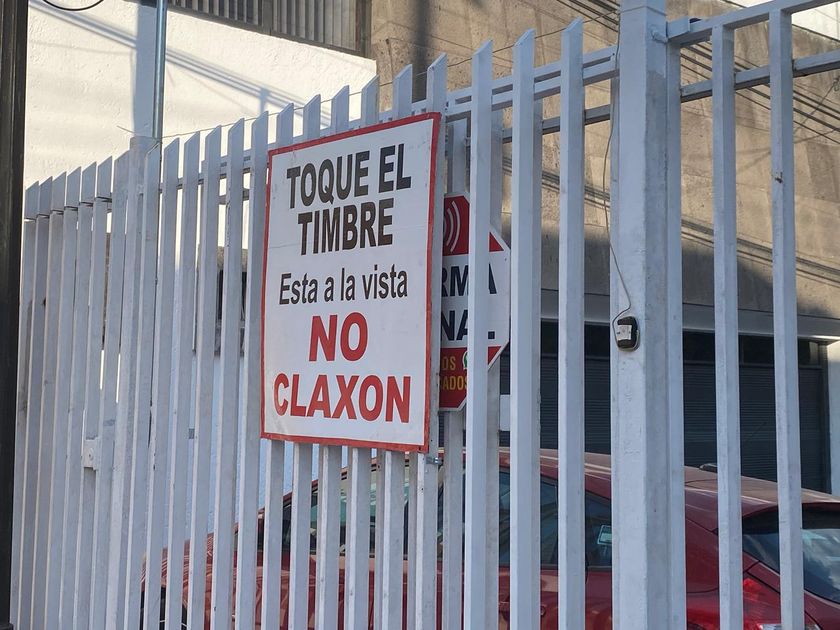 TOQUE EL
TIMBRE
Esta a la vista
NO
CLAXON